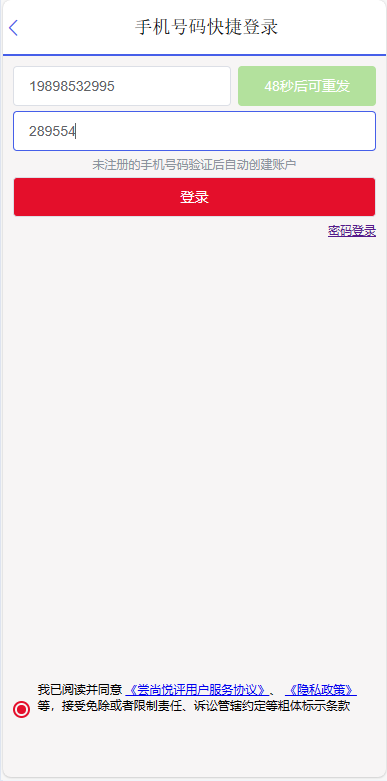 手机号码快捷登录
19898532995
48秒后可重发
289554
未注册的手机号码验证后自动创建账户
登录
密码登录
我已阅读并同意 《尝尚悦评用户服务协议》、 《隐私政策》
等，接受免除或者限制责任、诉讼管辖约定等粗体标示条款